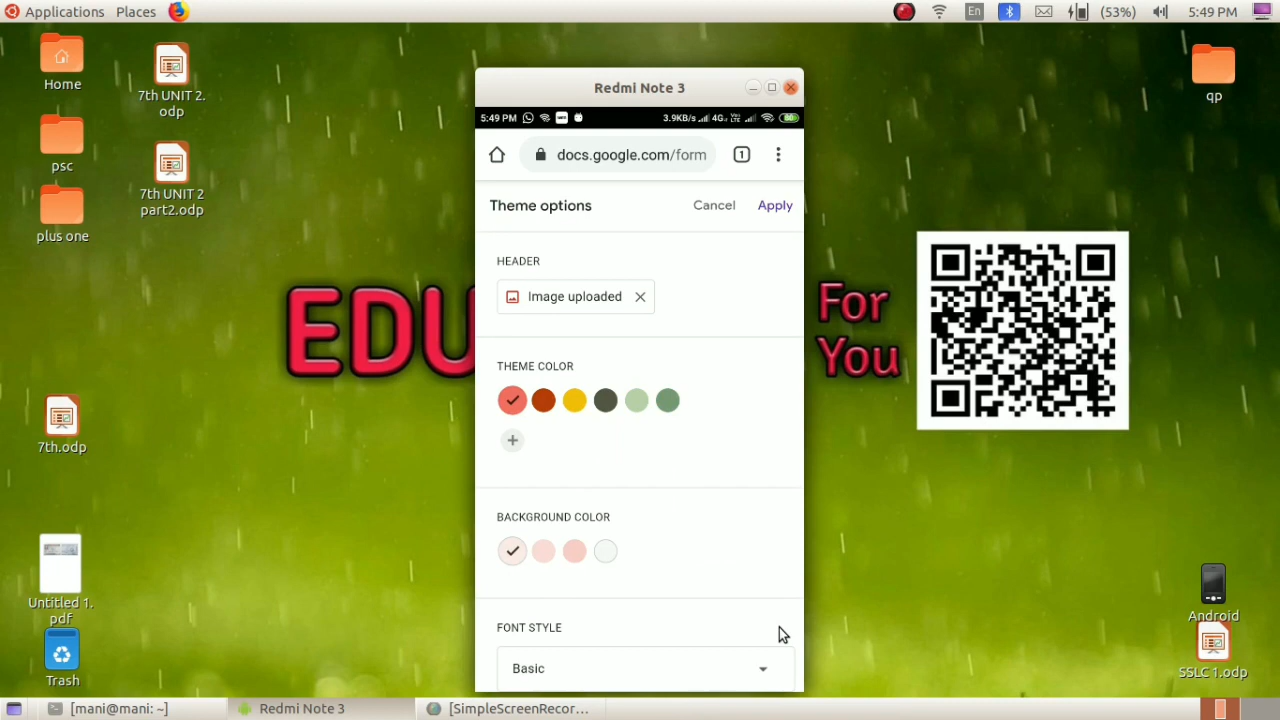 Applications
Places
En
(53%)
5:49 PM
Home
7th UNIT 2.
odp
psc
7th UNIT 2
part2.odp
plus one
7th.odp
Untitled 1.
pdf
Trash
EDU
For
You
qp
Android
SSLC 1.odp
Redmi Note 3
5:49 PM
3.9KB/s
4G
docs.google.com/form
1
Theme options
Cancel
Apply
HEADER
Image uploaded
THEME COLOR
BACKGROUND COLOR
FONT STYLE
Basic
[mani@mani: ~]
Redmi Note 3
[SimpleScreenRecor...